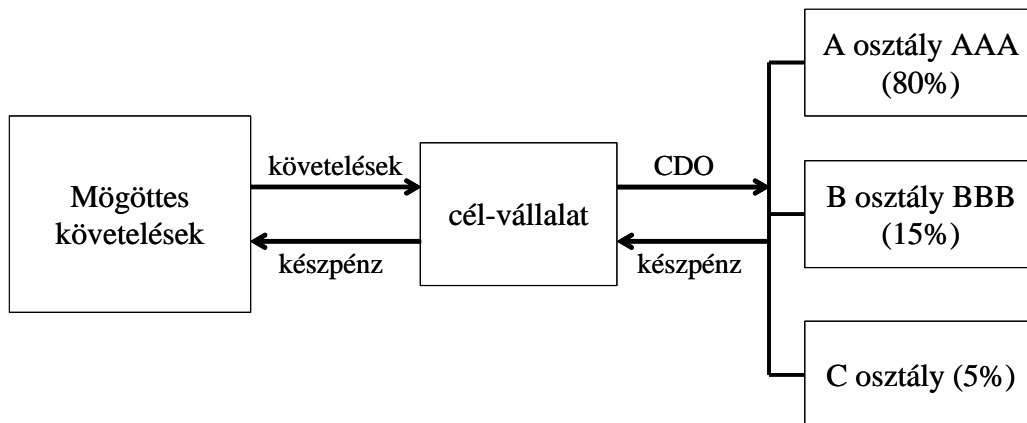 Mögöttes
követelések
követelések
készpénz
cél-vállalat
CDO
készpénz
A osztály AAA
(80%)
B osztály BBB
(15%)
C osztály (5%)